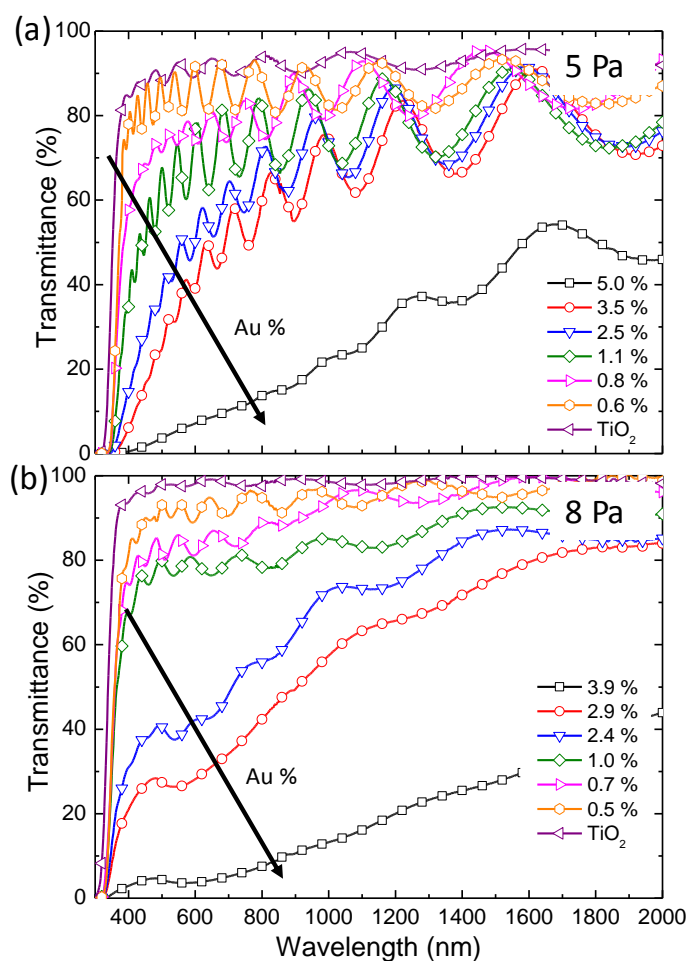 (a)
100
80
60
40
20
0
Transmittance (%)
5 Pa
Au %
5.0 %
3.5 %
2.5 %
1.1 %
0.8 %
0.6 %
TiO₂
(b)
100
80
60
40
20
0
Transmittance (%)
8 Pa
Au %
3.9 %
2.9 %
2.4 %
1.0 %
0.7 %
0.5 %
TiO₂
400 600 800 1000 1200 1400 1600 1800 2000
Wavelength (nm)